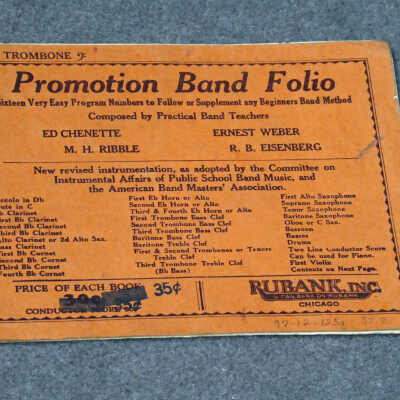 TROMBONE
Promotion Band Folio
Sixteen Very Easy Program Numbers to Follow or Supplement any Beginners Band Method
Composed by Practical Band Teachers
ED CHENETTE ERNEST WEBER
M. H. RIBBLE R. B. EISENBERG
New revised instrumentation, as adopted by the Committee on
Instrumental Affairs of Public School Band Music, and
the American Band Masters' Association.
Piccolo in Db
Flute in C
Eb Clarinet
First Bb Clarinet
Second Bb Clarinet
Third Bb Clarinet
Alto Clarinet or 2d Alto Sax.
Bass Clarinet
First Bb Cornet
Second Bb Cornet
Third Bb Cornet
Fourth Bb Cornet
First Eb Horn or Alto
Second Eb Horn or Alto
Third & Fourth Eb Horn or Alto
First Trombone Bass Clef
Second Trombone Bass Clef
Third Trombone Bass Clef
Baritone Bass Clef
Baritone Treble Clef
First & Second Trombones or Tenors
Treble Clef
Third Trombone Treble Clef
(Bb Bass)
First Alto Saxophone
Soprano Saxophone
Tenor Saxophone
Baritone Saxophone
Oboe or C Sax.
Bassoon
Basses
Drums
Two Line Conductor Score
Can be used for Piano.
First Violin
Contents on Next Page.
PRICE OF EACH BOOK 35¢
30¢
CONDUCTOR
RUBANK, INC.
CHICAGO
97-12-123g